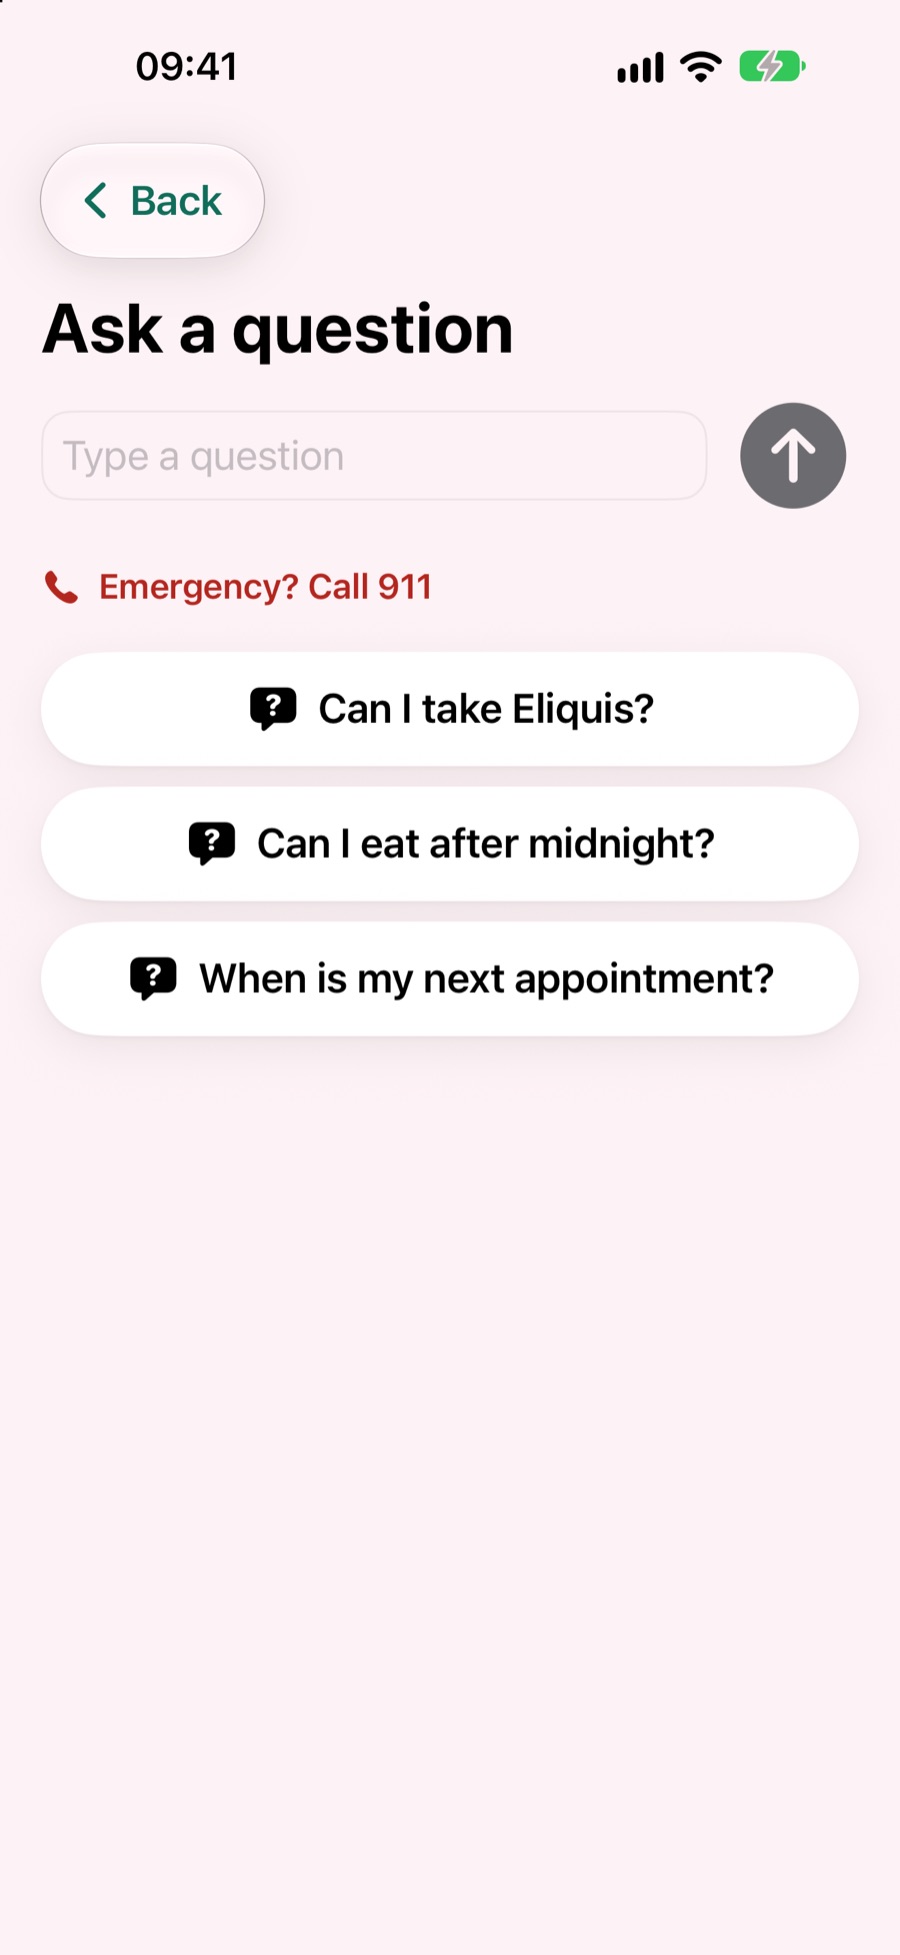 09:41
Back
Ask a question
Type a question
Emergency? Call 911
Can I take Eliquis?
Can I eat after midnight?
When is my next appointment?